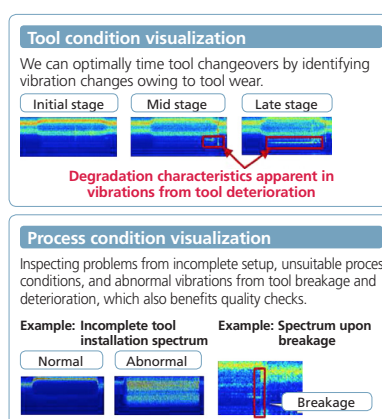 Tool condition visualization
We can optimally time tool changeovers by identifying
vibration changes owing to tool wear.
Initial stage
Mid stage
Late stage
Degradation characteristics apparent in
vibrations from tool deterioration
Process condition visualization
Inspecting problems from incomplete setup, unsuitable proces
conditions, and abnormal vibrations from tool breakage and
deterioration, which also benefits quality checks.
Example: Incomplete tool
installation spectrum
Example: Spectrum upon
breakage
Normal
Abnormal
Breakage